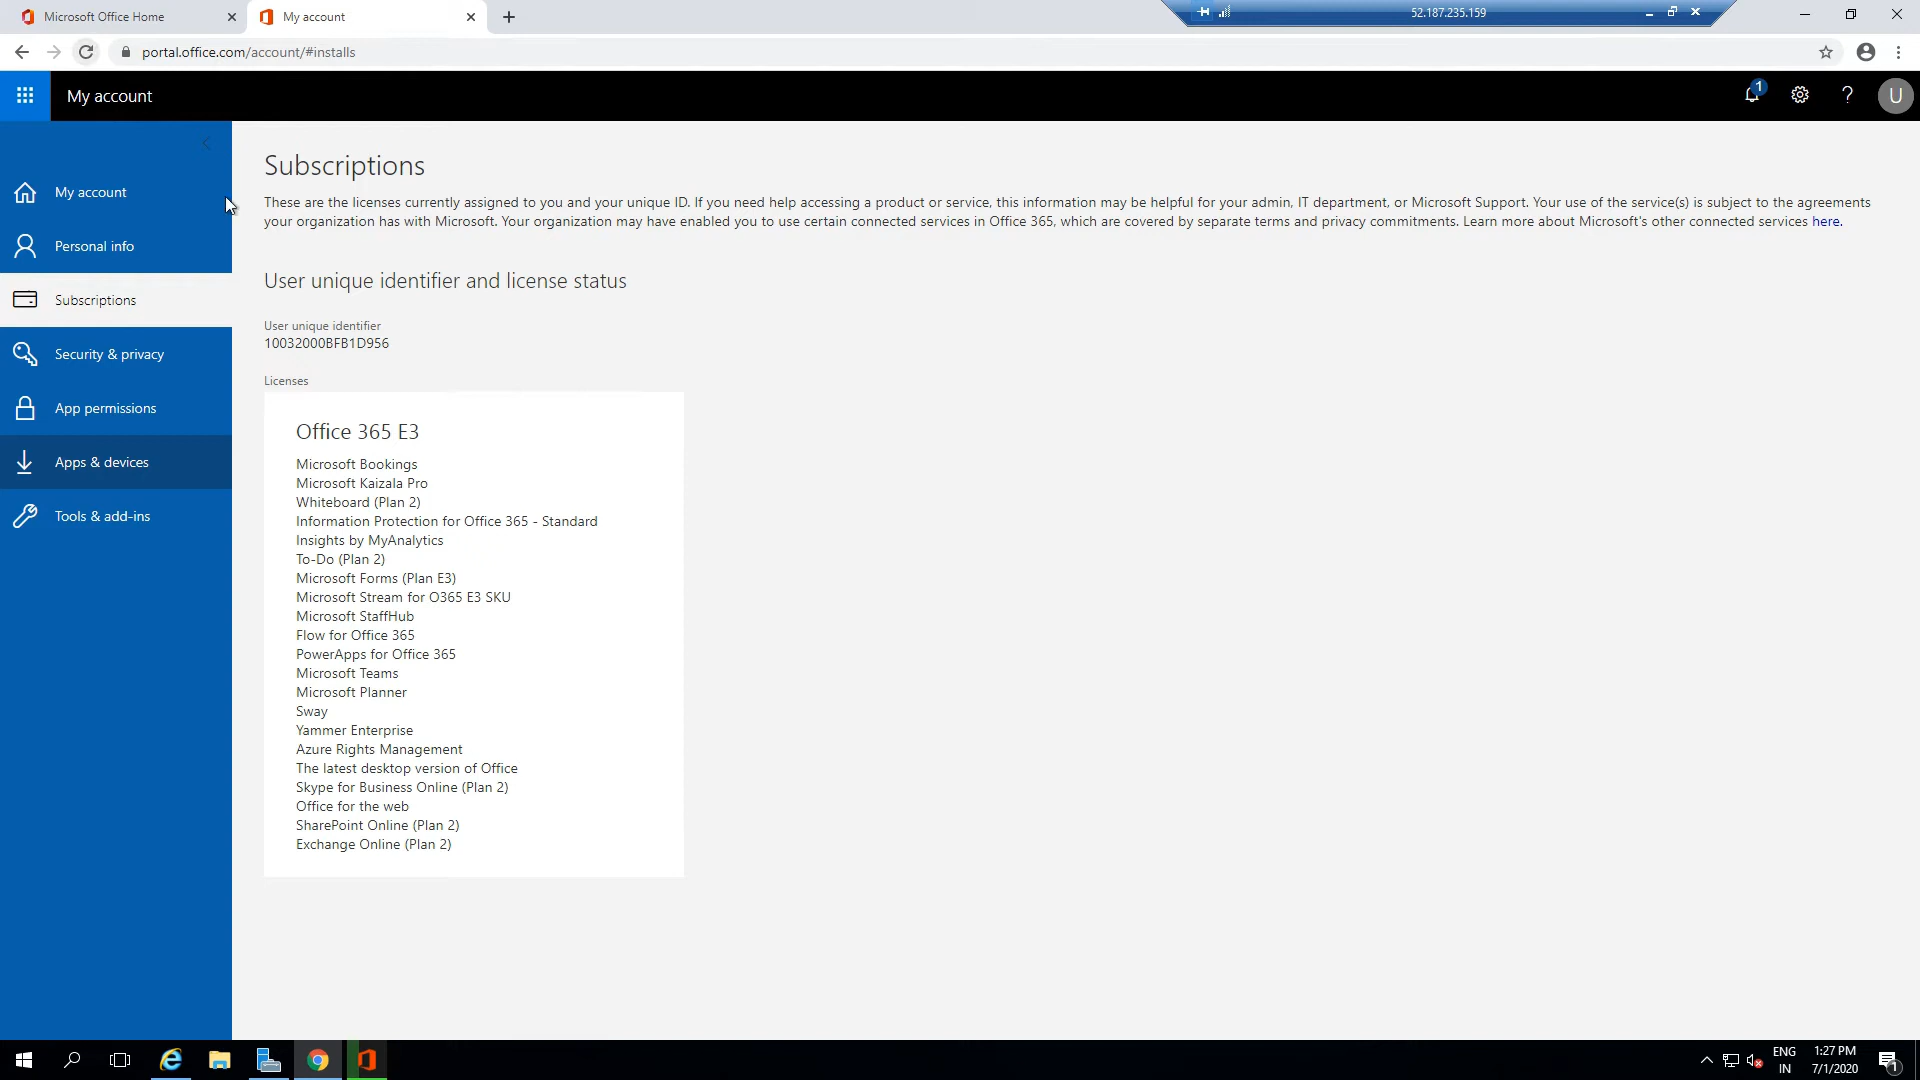 Microsoft Office Home
My account
52.187.235.159
portal.office.com/account/#installs
My account
1
?
U
My account
Personal info
Subscriptions
Security & privacy
App permissions
Apps & devices
Tools & add-ins
Subscriptions
These are the licenses currently assigned to you and your unique ID. If you need help accessing a product or service, this information may be helpful for your admin, IT department, or Microsoft Support. Your use of the service(s) is subject to the agreements
your organization has with Microsoft. Your organization may have enabled you to use certain connected services in Office 365, which are covered by separate terms and privacy commitments. Learn more about Microsoft's other connected services here.
User unique identifier and license status
User unique identifier
10032000BFB1D956
Licenses
Office 365 E3
Microsoft Bookings
Microsoft Kaizala Pro
Whiteboard (Plan 2)
Information Protection for Office 365 - Standard
Insights by MyAnalytics
To-Do (Plan 2)
Microsoft Forms (Plan E3)
Microsoft Stream for O365 E3 SKU
Microsoft StaffHub
Flow for Office 365
PowerApps for Office 365
Microsoft Teams
Microsoft Planner
Sway
Yammer Enterprise
Azure Rights Management
The latest desktop version of Office
Skype for Business Online (Plan 2)
Office for the web
SharePoint Online (Plan 2)
Exchange Online (Plan 2)
ENG
IN
1:27 PM
7/1/2020
1